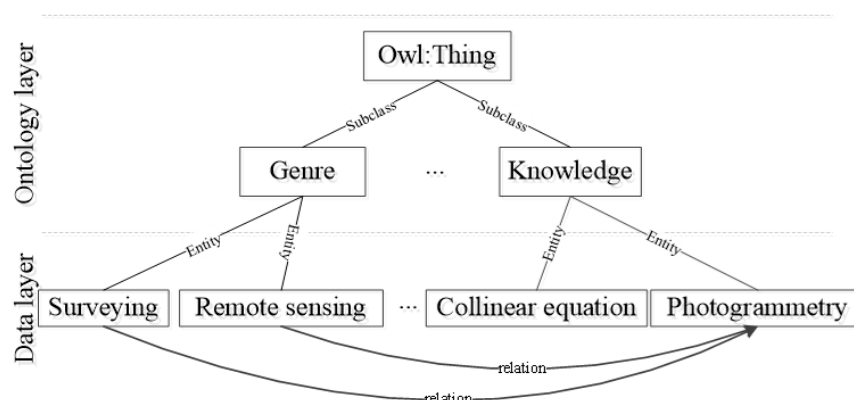 Ontology layer
Owl:Thing
Subclass
Subclass
Genre
...
Knowledge
Entity
Entity
Entity
Entity
Data layer
Surveying
Remote sensing
...
Collinear equation
Photogrammetry
relation
relation